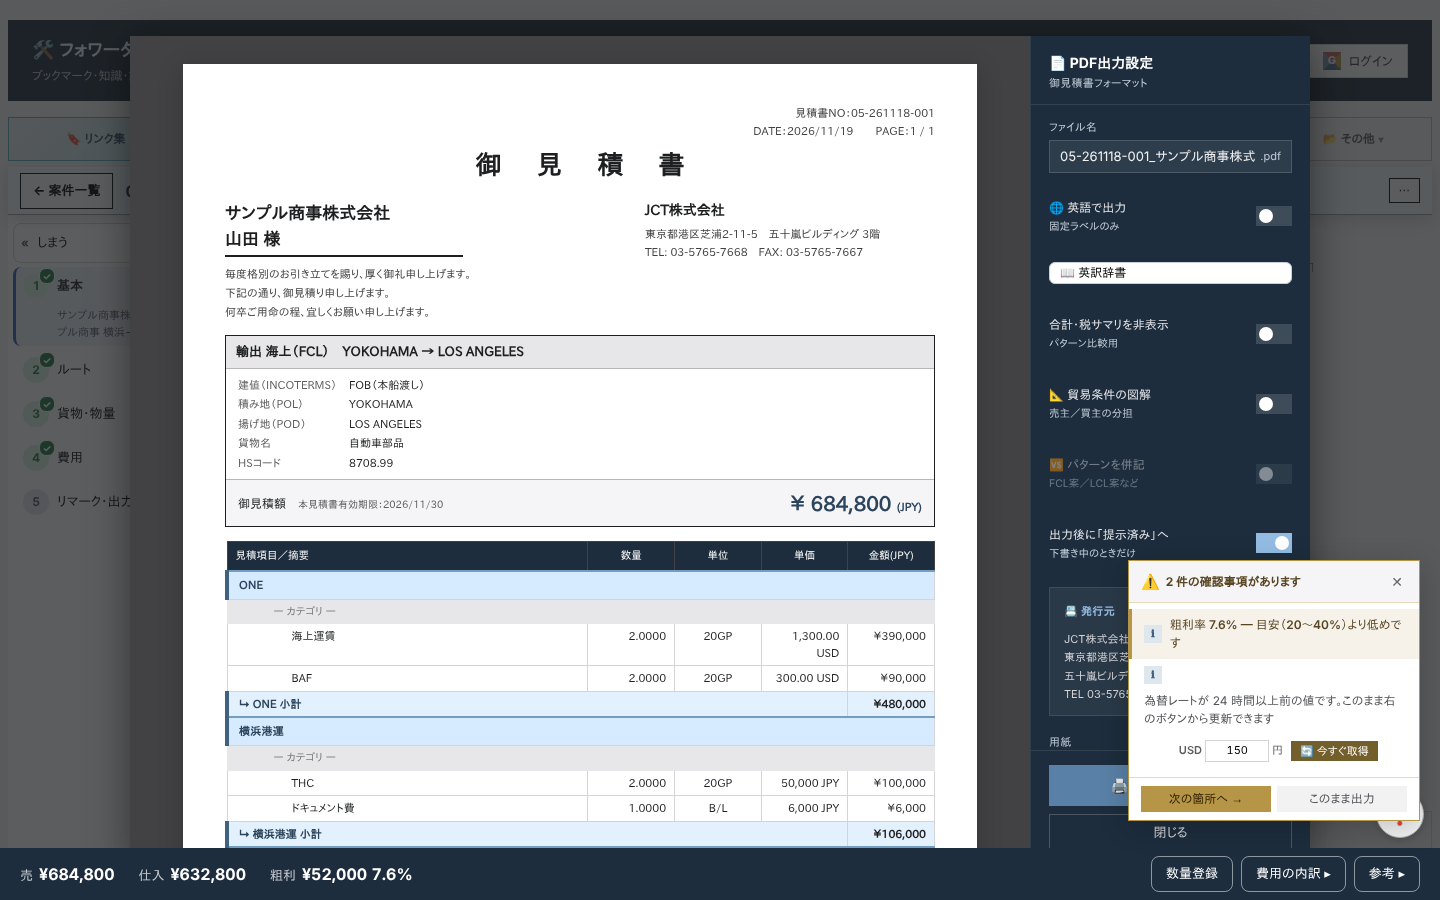 フォワーダ
ブックマーク・知識・
ログイン
リンク集
その他 ▾
← 案件一覧
« しまう
1 基本
サンプル商事株
プル商事 横浜−
2 ルート
3 貨物・物量
4 費用
5 リマーク・出力
見積書NO：05-261118-001
DATE：2026/11/19 PAGE：1 / 1
御 見 積 書
サンプル商事株式会社
山田 様
JCT株式会社
東京都港区芝浦2-11-5 五十嵐ビルディング 3階
TEL: 03-5765-7668 FAX: 03-5765-7667
毎度格別のお引き立てを賜り、厚く御礼申し上げます。
下記の通り、御見積り申し上げます。
何卒ご用命の程、宜しくお願い申し上げます。
輸出 海上（FCL） YOKOHAMA → LOS ANGELES
建値（INCOTERMS） FOB（本船渡し）
積み地（POL） YOKOHAMA
揚げ地（POD） LOS ANGELES
貨物名 自動車部品
HSコード 8708.99
御見積額 本見積書有効期限：2026/11/30 ¥ 684,800 (JPY)
見積項目／摘要 数量 単位 単価 金額(JPY)
ONE
— カテゴリ —
海上運賃 2.0000 20GP 1,300.00 USD ¥390,000
BAF 2.0000 20GP 300.00 USD ¥90,000
↳ ONE 小計 ¥480,000
横浜港運
— カテゴリ —
THC 2.0000 20GP 50,000 JPY ¥100,000
ドキュメント費 1.0000 B/L 6,000 JPY ¥6,000
↳ 横浜港運 小計 ¥106,000
PDF出力設定
御見積書フォーマット
ファイル名
05-261118-001_サンプル商事株式 .pdf
英語で出力
固定ラベルのみ
英訳辞書
合計・税サマリを非表示
パターン比較用
貿易条件の図解
売主／買主の分担
VS パターンを併記
FCL案／LCL案など
出力後に「提示済み」へ
下書き中のときだけ
発行元
JCT株式会社
東京都港区芝
五十嵐ビルデ
TEL 03-5765
用紙
閉じる
2 件の確認事項があります ✕
粗利率 7.6% — 目安（20〜40%）より低めで
す
為替レートが 24 時間以上前の値です。このまま右
のボタンから更新できます
USD 150 円 今すぐ取得
次の箇所へ →
このまま出力
売 ¥684,800 仕入 ¥632,800 粗利 ¥52,000 7.6%
数量登録
費用の内訳 ▸
参考 ▸